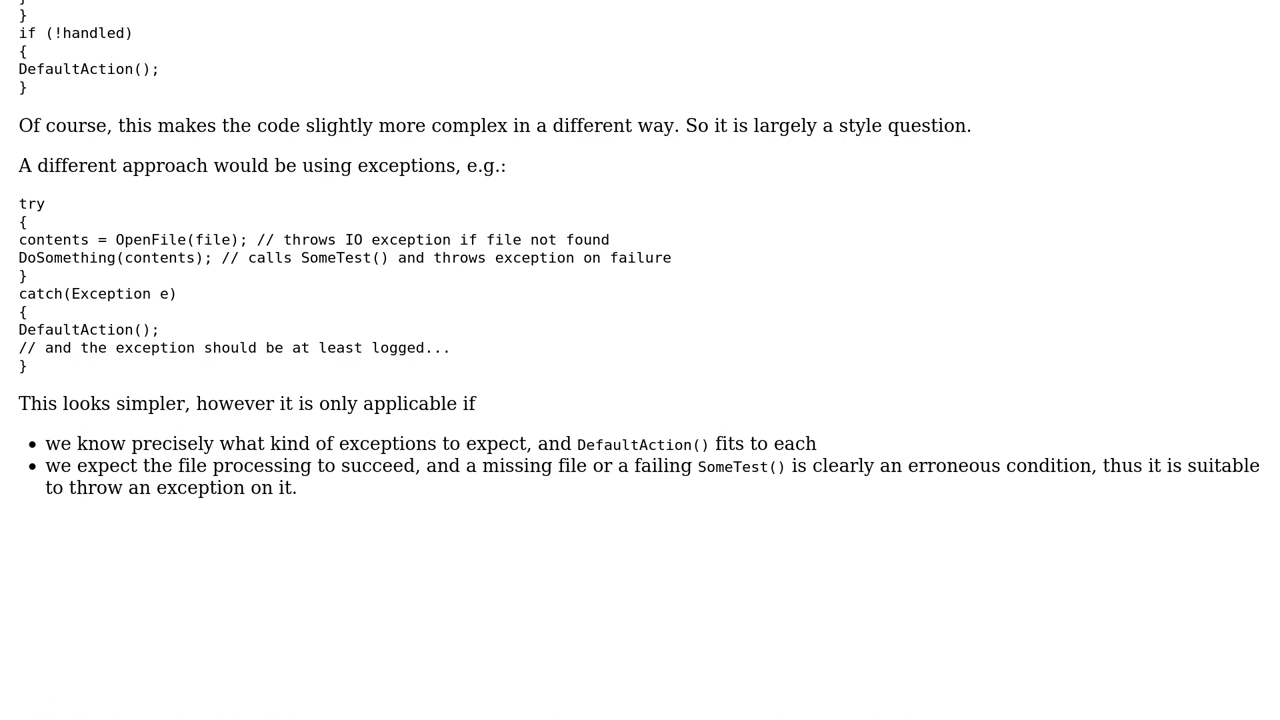 }
if (!handled)
{
DefaultAction();
}
Of course, this makes the code slightly more complex in a different way. So it is largely a style question.
A different approach would be using exceptions, e.g.:
try
{
contents = OpenFile(file); // throws IO exception if file not found
DoSomething(contents); // calls SomeTest() and throws exception on failure
}
catch(Exception e)
{
DefaultAction();
// and the exception should be at least logged...
}
This looks simpler, however it is only applicable if
• we know precisely what kind of exceptions to expect, and DefaultAction() fits to each
• we expect the file processing to succeed, and a missing file or a failing SomeTest() is clearly an erroneous condition, thus it is suitable
to throw an exception on it.